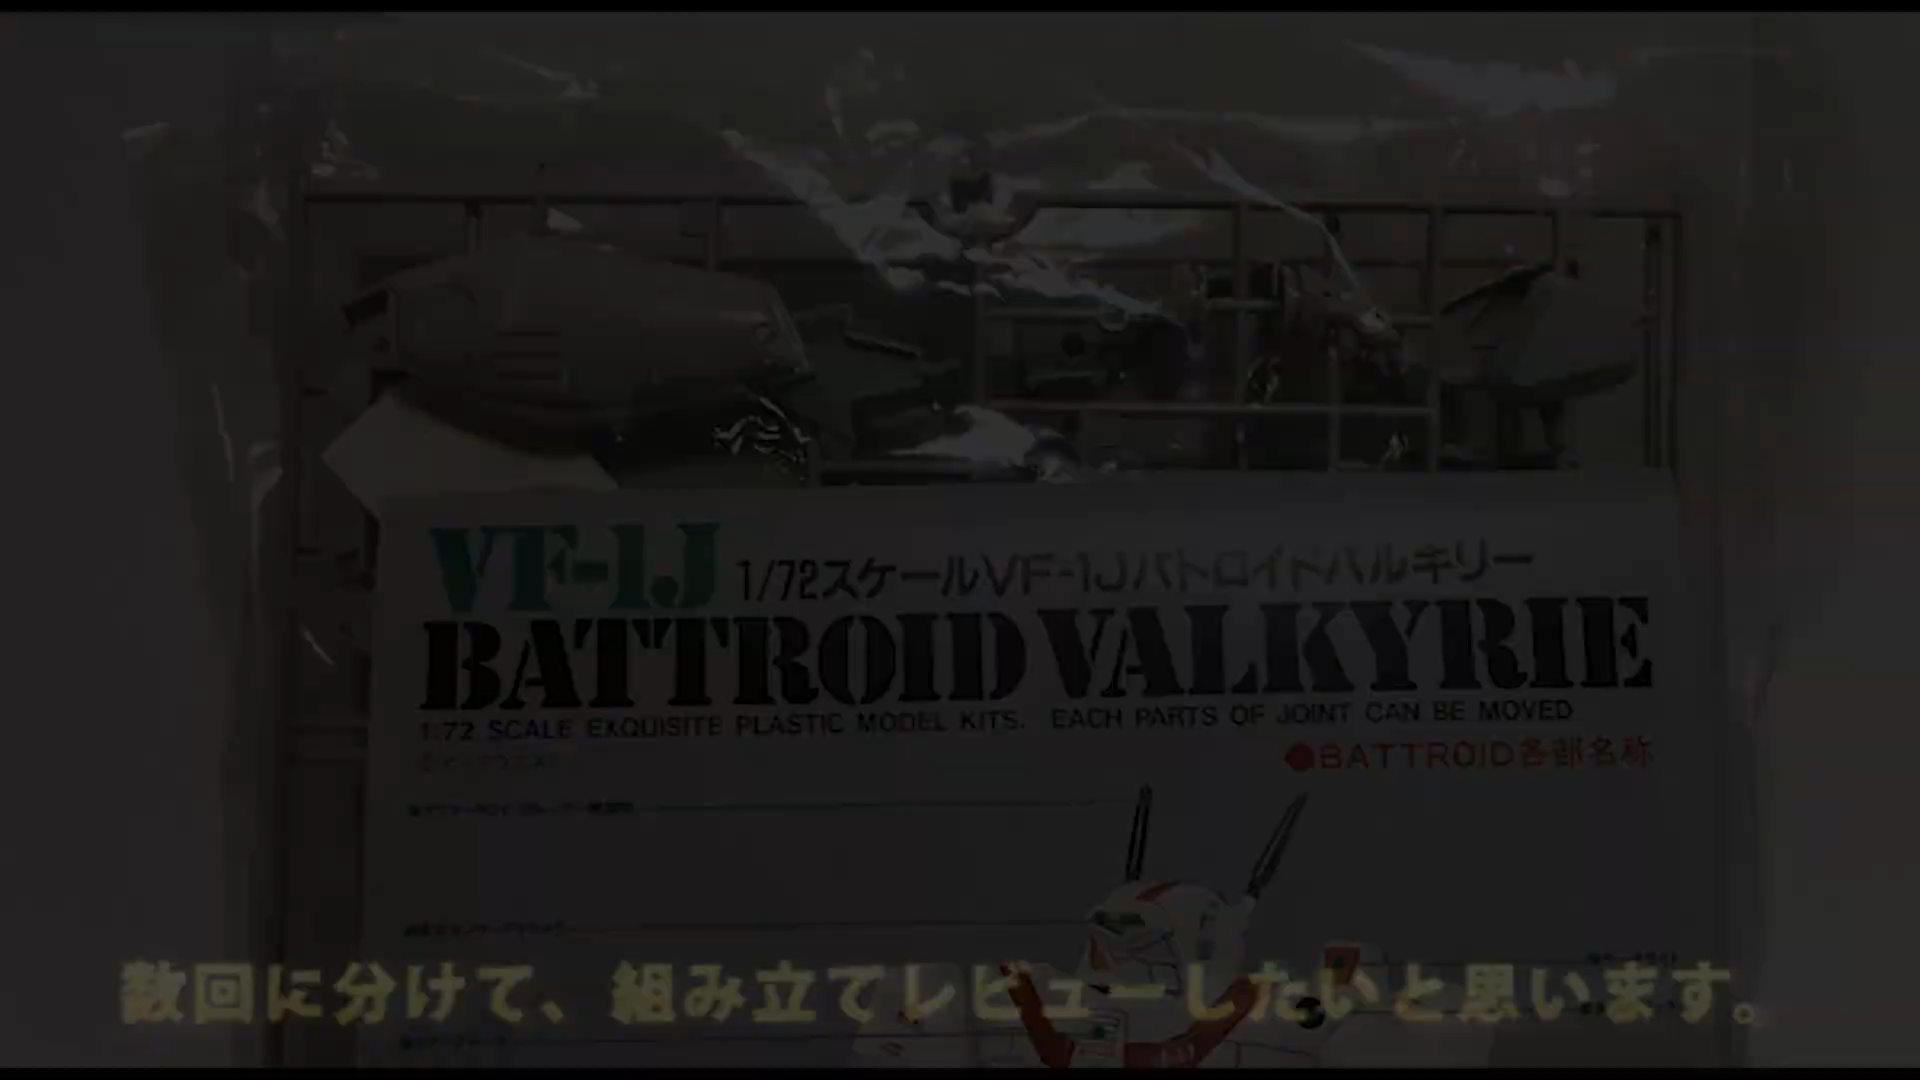 VF-1J
1/72スケールVF-1Jバトロイドバルキリー
BATTROID VALKYRIE
1:72 SCALE EXQUISITE PLASTIC MODEL KITS. EACH PARTS OF JOINT CAN BE MOVED
●BATTROID各部名称
数回に分けて、組み立てレビューしたいと思います。